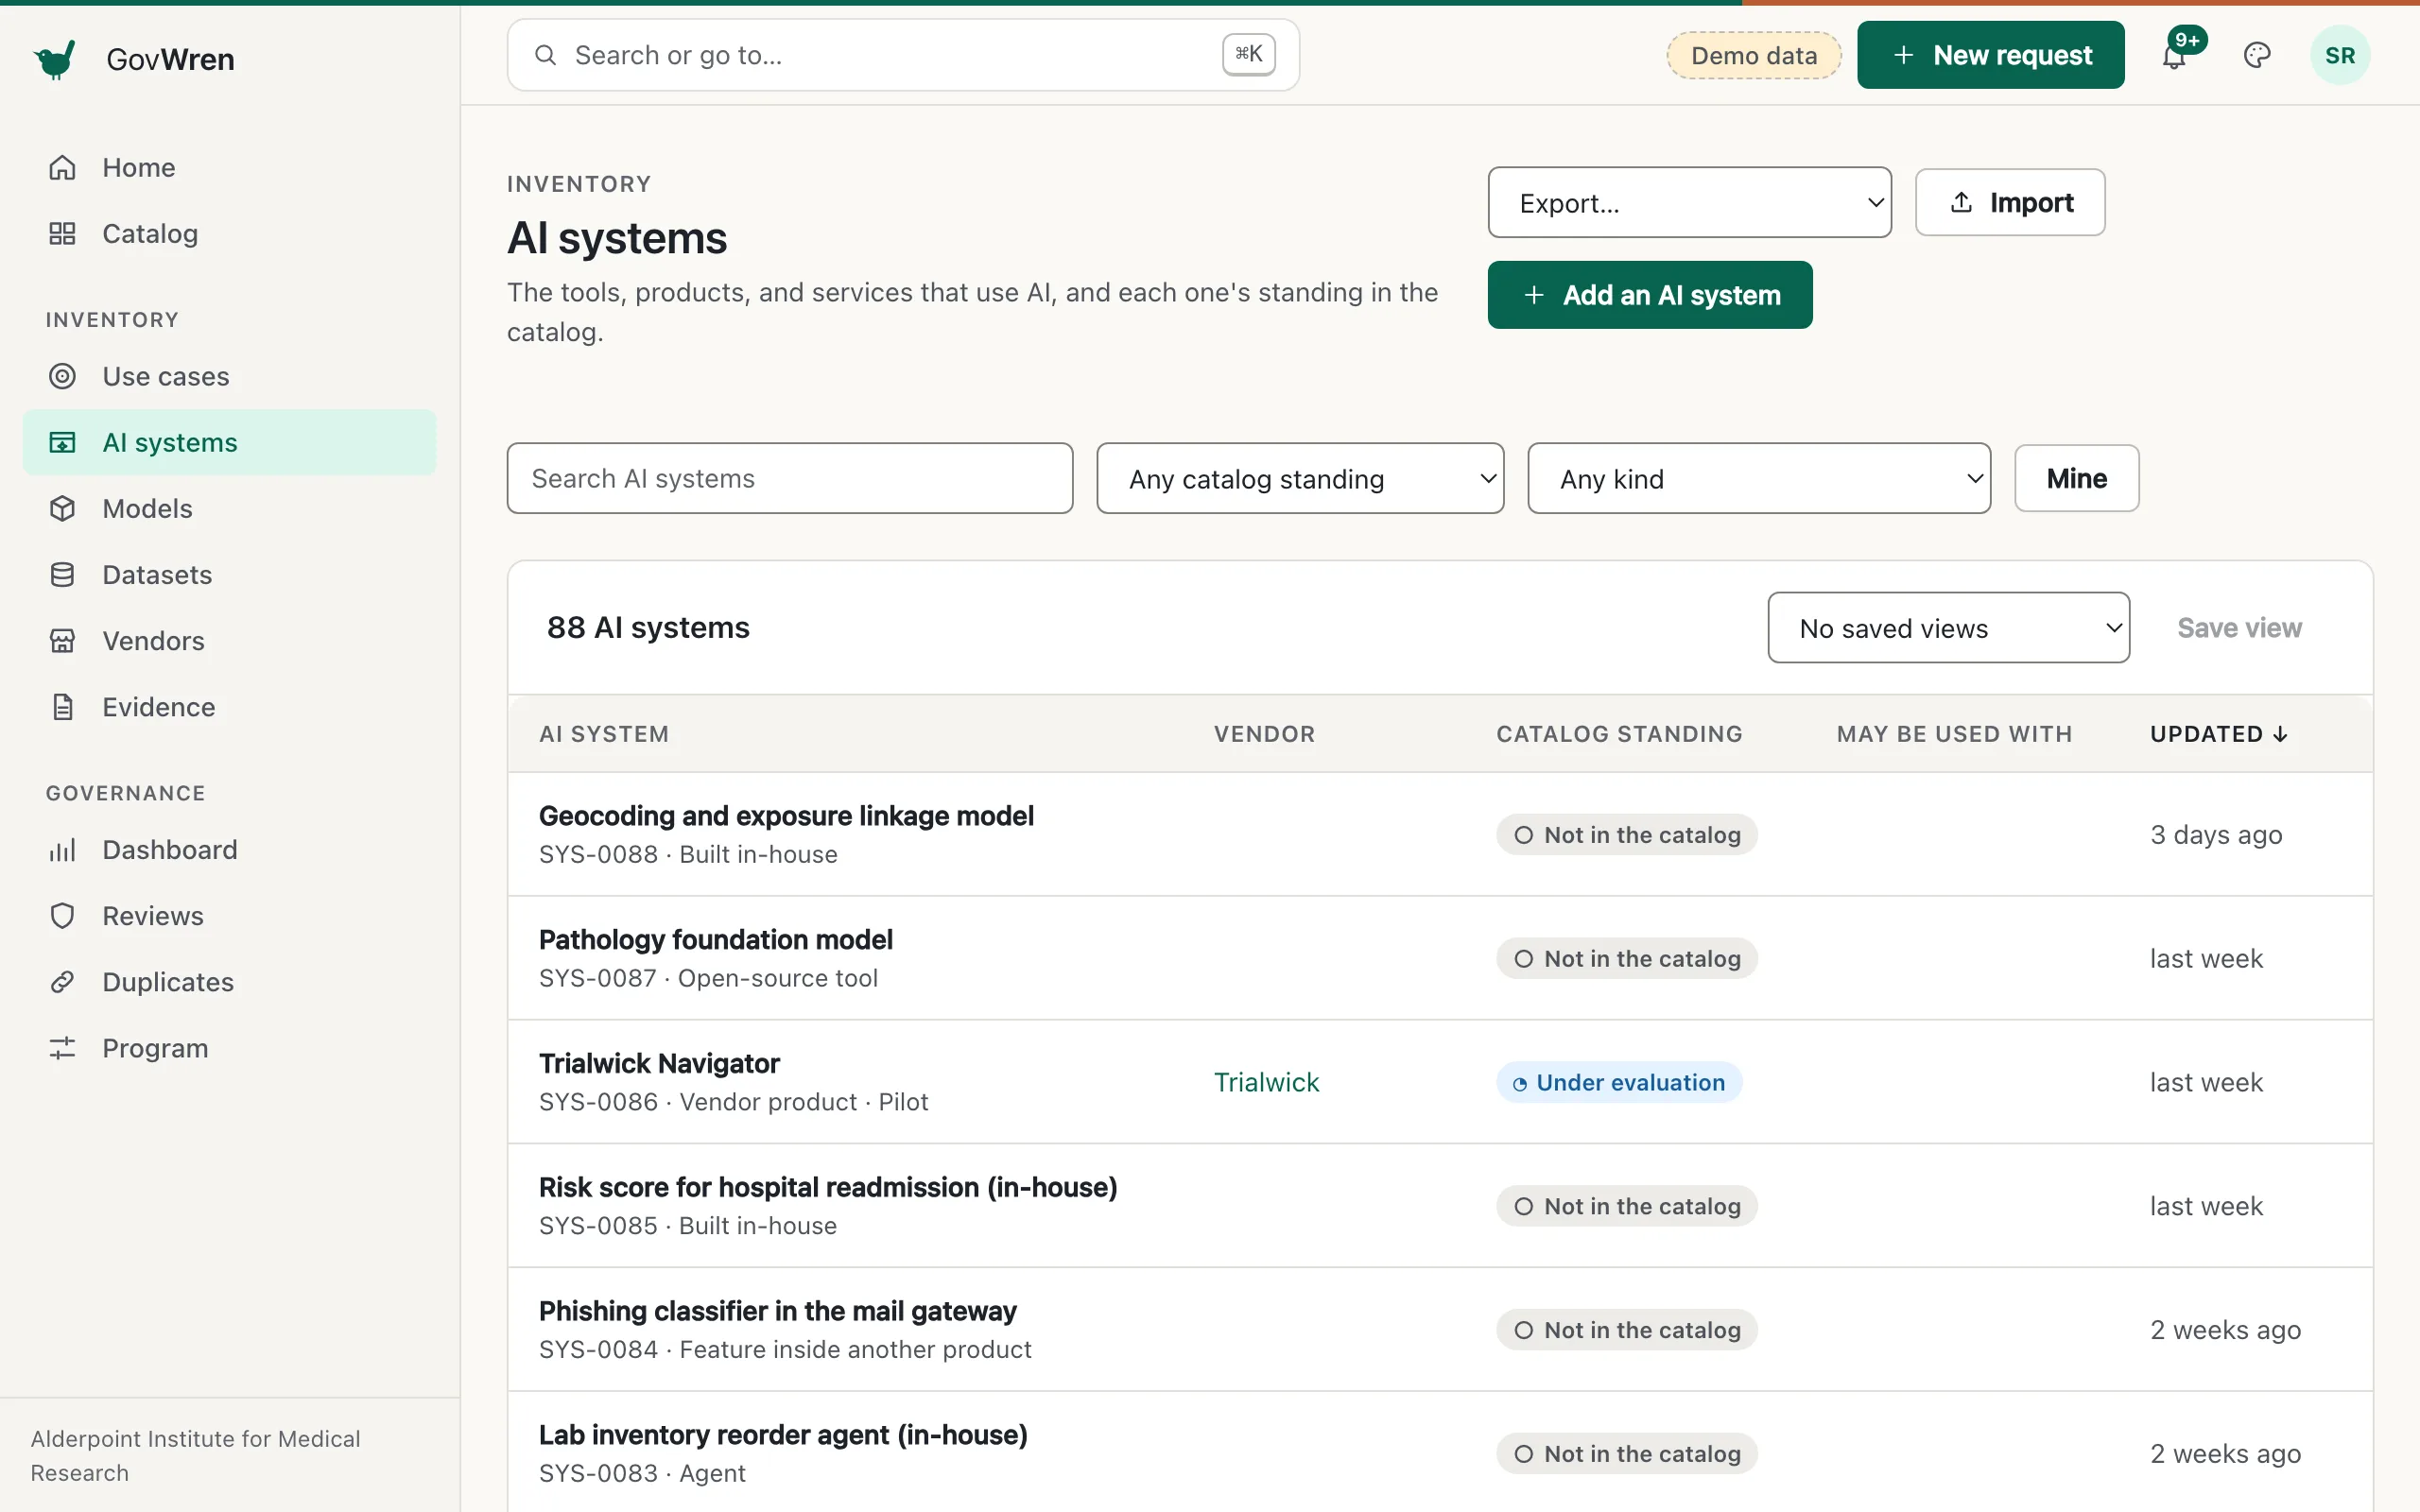 GovWren
Search or go to...
⌘K
Demo data
+ New request
9+
SR
Home
Catalog
INVENTORY
Use cases
AI systems
Models
Datasets
Vendors
Evidence
GOVERNANCE
Dashboard
Reviews
Duplicates
Program
Alderpoint Institute for Medical
Research
INVENTORY
AI systems
The tools, products, and services that use AI, and each one's standing in the
catalog.
Export...
Import
+ Add an AI system
Search AI systems
Any catalog standing
Any kind
Mine
88 AI systems
No saved views
Save view
AI SYSTEM VENDOR CATALOG STANDING MAY BE USED WITH UPDATED ↓
Geocoding and exposure linkage model
SYS-0088 · Built in-house
Not in the catalog
3 days ago
Pathology foundation model
SYS-0087 · Open-source tool
Not in the catalog
last week
Trialwick Navigator
SYS-0086 · Vendor product · Pilot
Trialwick
Under evaluation
last week
Risk score for hospital readmission (in-house)
SYS-0085 · Built in-house
Not in the catalog
last week
Phishing classifier in the mail gateway
SYS-0084 · Feature inside another product
Not in the catalog
2 weeks ago
Lab inventory reorder agent (in-house)
SYS-0083 · Agent
Not in the catalog
2 weeks ago